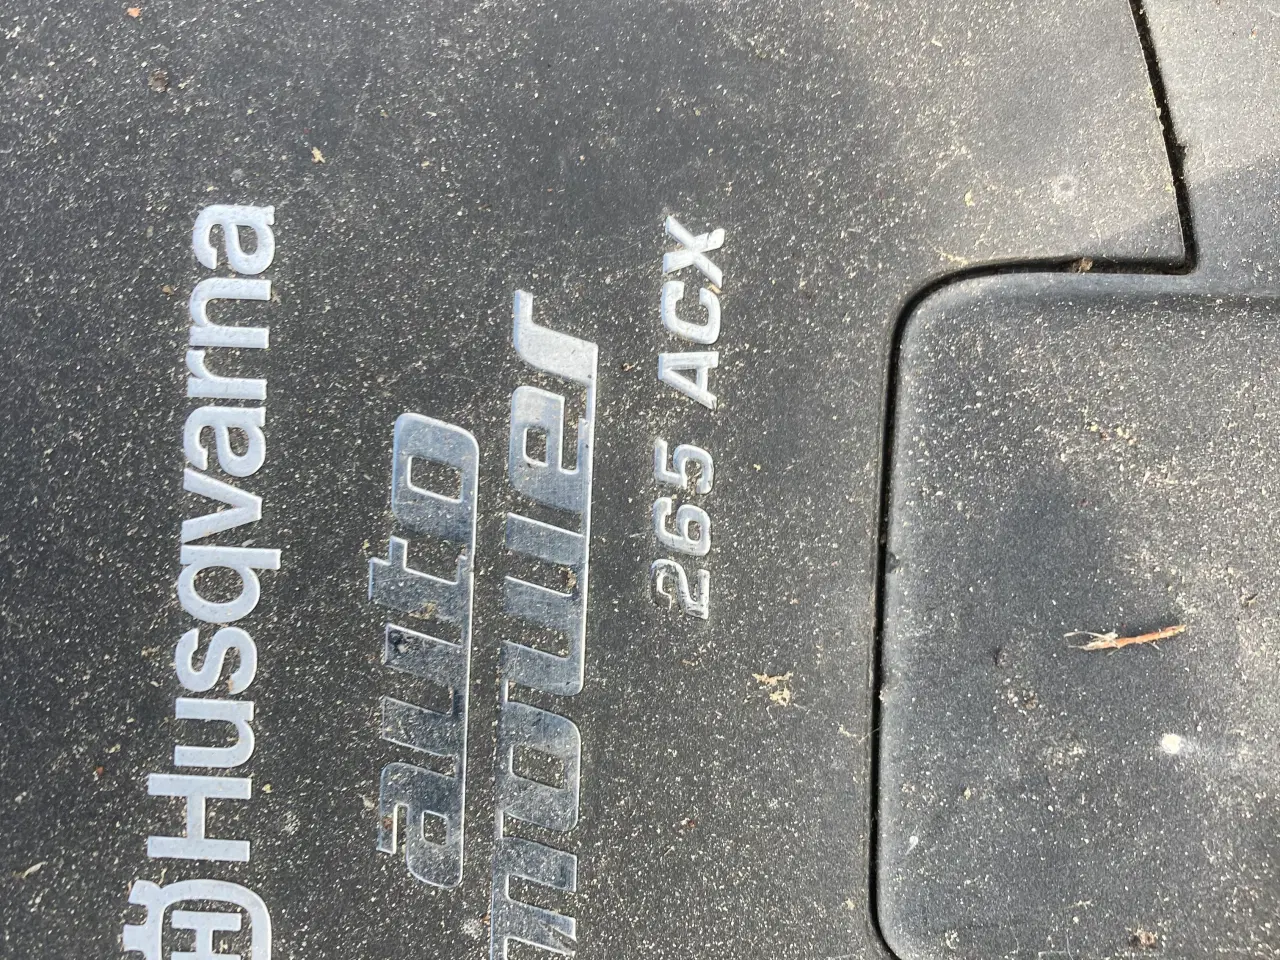 Husqvarna
auto
mower
265 ACX